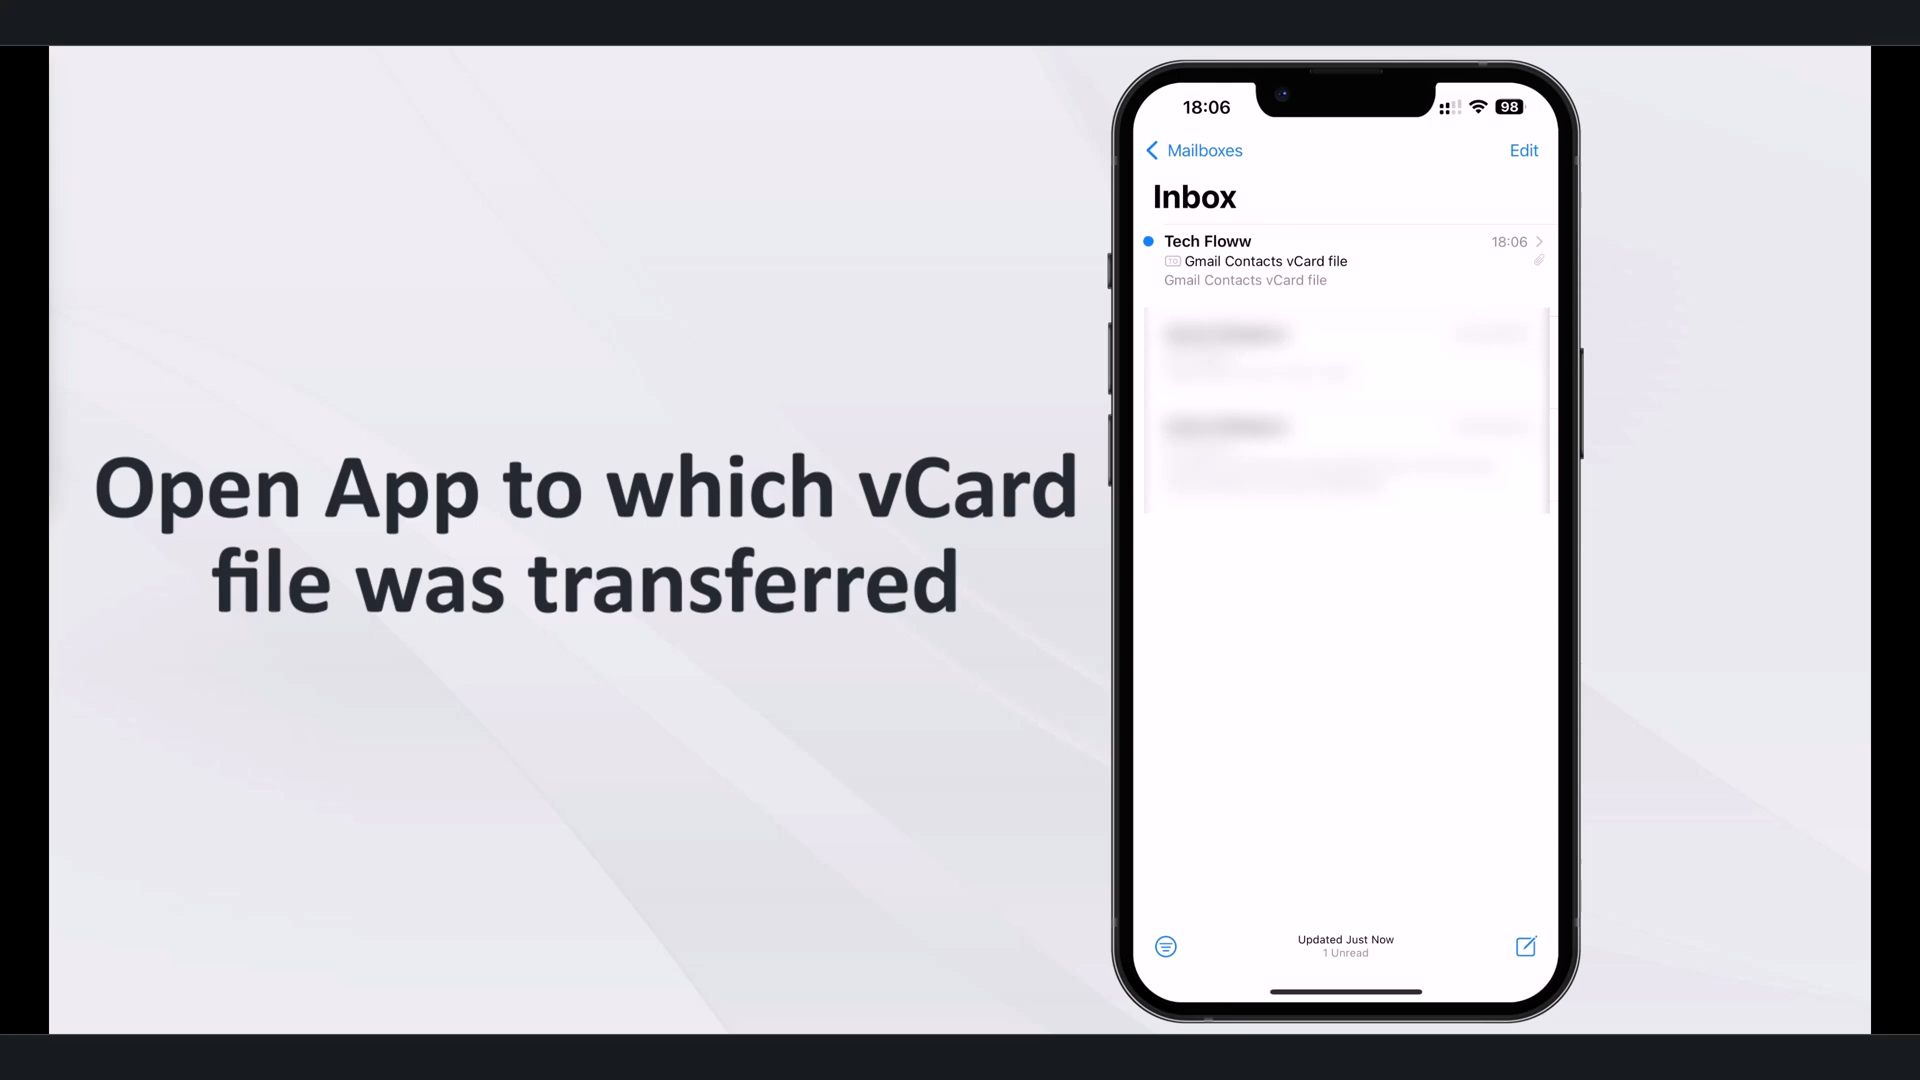 Open App to which vCard
file was transferred
18:06
98
Mailboxes
Edit
Inbox
Tech Floww
18:06
TO Gmail Contacts vCard file
Gmail Contacts vCard file
Updated Just Now
1 Unread